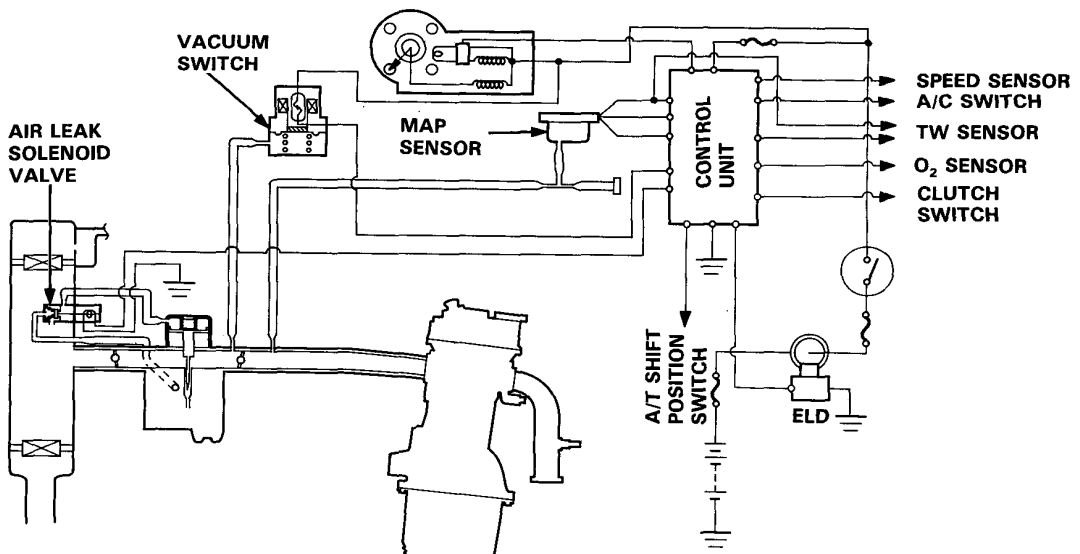 VACUUM
SWITCH
AIR LEAK
SOLENOID
VALVE
MAP
SENSOR
CONTROL
UNIT
SPEED SENSOR
A/C SWITCH
TW SENSOR
O₂ SENSOR
CLUTCH
SWITCH
A/T SHIFT
POSITION
SWITCH
ELD